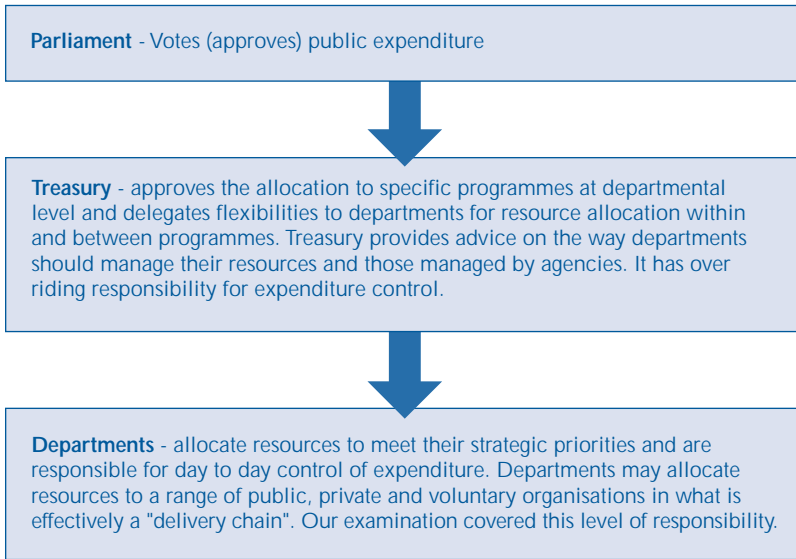 Parliament - Votes (approves) public expenditure
Treasury - approves the allocation to specific programmes at departmental
level and delegates flexibilities to departments for resource allocation within
and between programmes. Treasury provides advice on the way departments
should manage their resources and those managed by agencies. It has over
riding responsibility for expenditure control.
Departments - allocate resources to meet their strategic priorities and are
responsible for day to day control of expenditure. Departments may allocate
resources to a range of public, private and voluntary organisations in what is
effectively a "delivery chain". Our examination covered this level of responsibility.